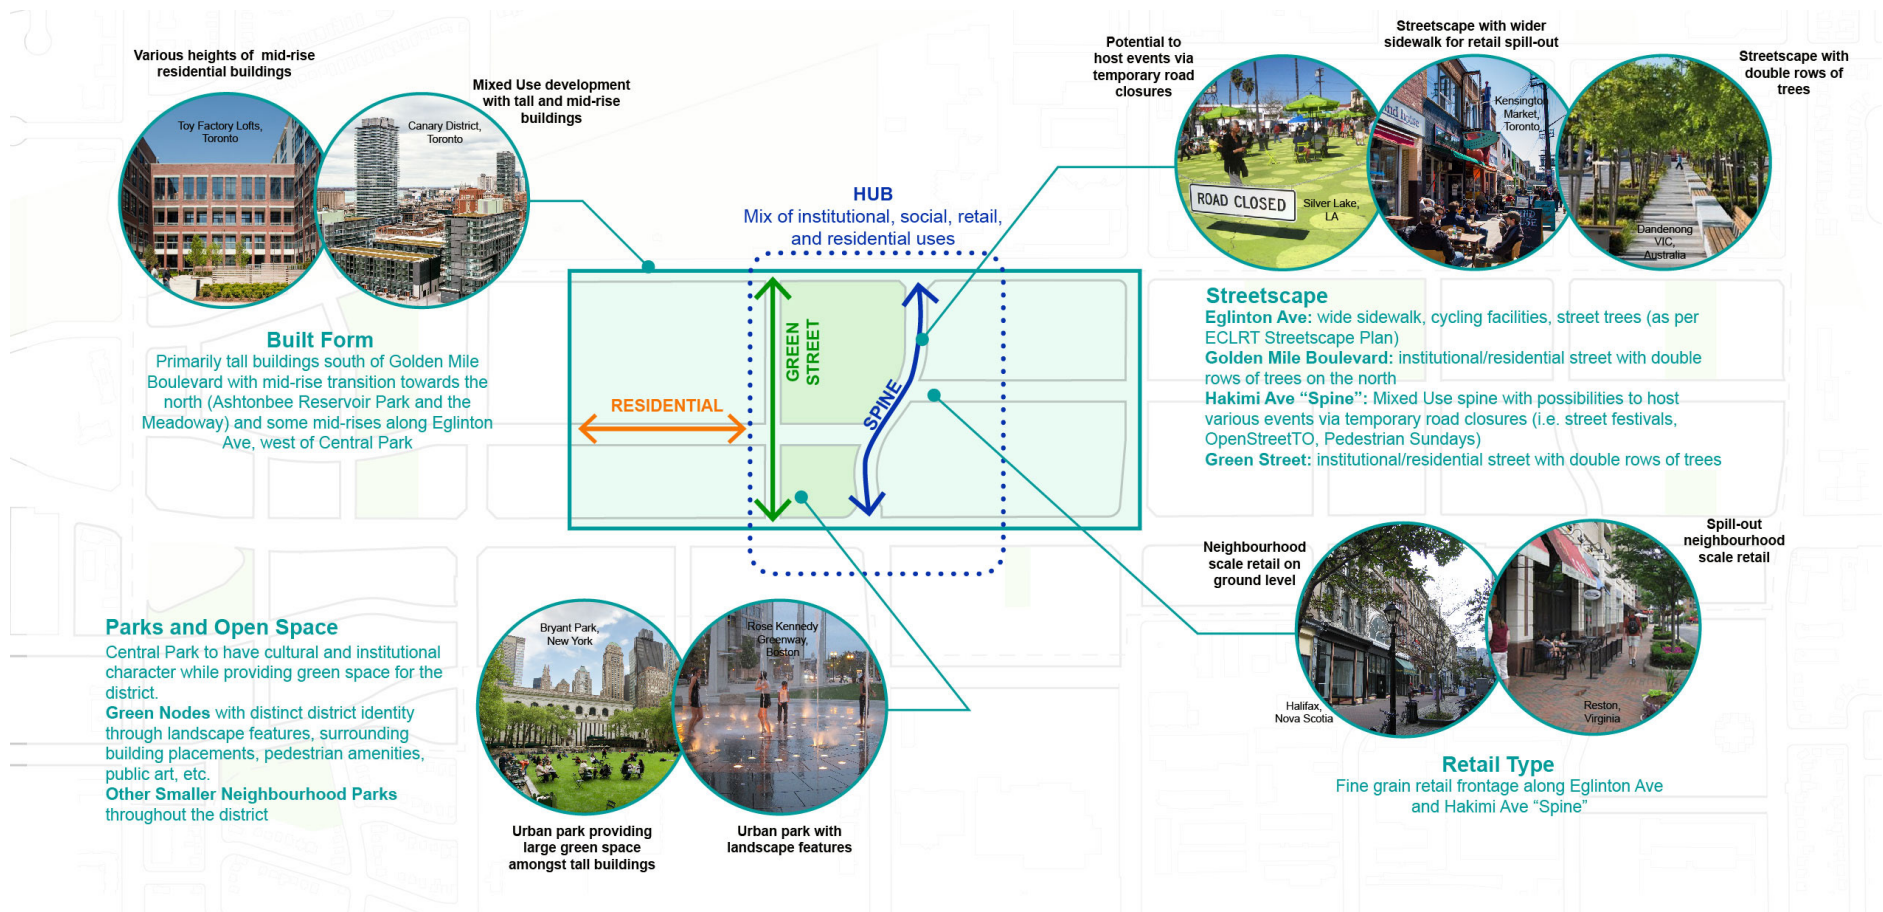 Various heights of  mid-rise
residential buildings
Mixed Use development
with tall and mid-rise
buildings
Toy Factory Lofts,
Toronto
Canary District,
Toronto
Built Form
Primarily tall buildings south of Golden Mile
Boulevard with mid-rise transition towards the
north (Ashtonbee Reservoir Park and the
Meadoway) and some mid-rises along Eglinton
Ave, west of Central Park
HUB
Mix of institutional, social, retail,
and residential uses
GREEN
STREET
SPINE
RESIDENTIAL
Potential to
host events via
temporary road
closures
Streetscape with wider
sidewalk for retail spill-out
Streetscape with
double rows of
trees
ROAD CLOSED
Silver Lake,
LA
Kensington
Market,
Toronto
Dandenong
VIC,
Australia
Streetscape
Eglinton Ave: wide sidewalk, cycling facilities, street trees (as per
ECLRT Streetscape Plan)
Golden Mile Boulevard: institutional/residential street with double
rows of trees on the north
Hakimi Ave “Spine”: Mixed Use spine with possibilities to host
various events via temporary road closures (i.e. street festivals,
OpenStreetTO, Pedestrian Sundays)
Green Street: institutional/residential street with double rows of trees
Neighbourhood
scale retail on
ground level
Spill-out
neighbourhood
scale retail
Halifax,
Nova Scotia
Reston,
Virginia
Retail Type
Fine grain retail frontage along Eglinton Ave
and Hakimi Ave “Spine”
Parks and Open Space
Central Park to have cultural and institutional
character while providing green space for the
district.
Green Nodes with distinct district identity
through landscape features, surrounding
building placements, pedestrian amenities,
public art, etc.
Other Smaller Neighbourhood Parks
throughout the district
Bryant Park,
New York
Rose Kennedy
Greenway,
Boston
Urban park providing
large green space
amongst tall buildings
Urban park with
landscape features